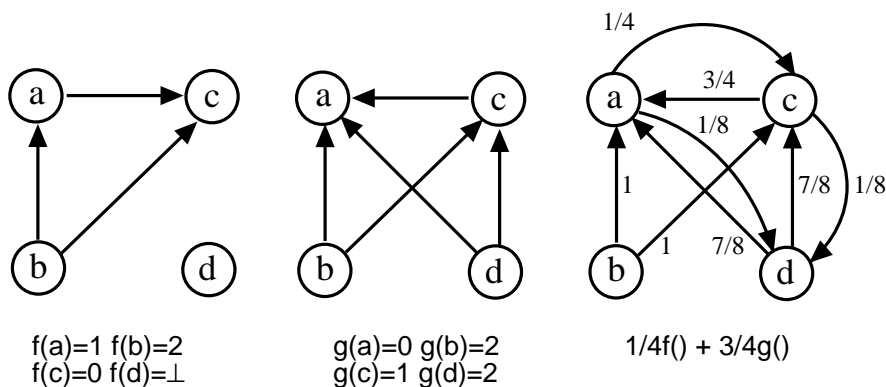 a c
b d
f(a)=1 f(b)=2
f(c)=0 f(d)=⊥
a c
b d
g(a)=0 g(b)=2
g(c)=1 g(d)=2
1/4
a 3/4 c
1/8
1 7/8 1/8
b 1 7/8 d
1/4f() + 3/4g()